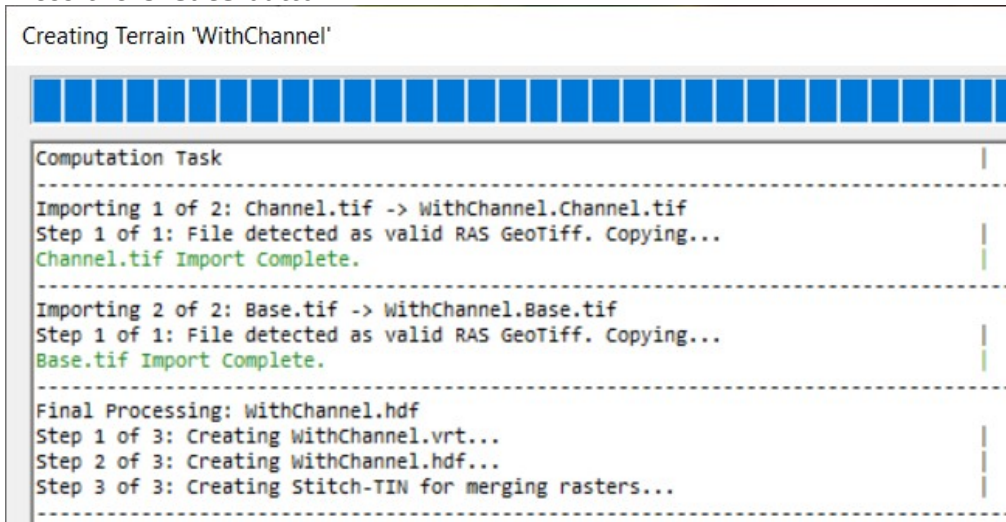 Creating Terrain 'WithChannel'
Computation Task |
Importing 1 of 2: Channel.tif -> WithChannel.Channel.tif
Step 1 of 1: File detected as valid RAS GeoTiff. Copying... |
Channel.tif Import Complete. |
Importing 2 of 2: Base.tif -> WithChannel.Base.tif
Step 1 of 1: File detected as valid RAS GeoTiff. Copying... |
Base.tif Import Complete. |
Final Processing: WithChannel.hdf
Step 1 of 3: Creating WithChannel.vrt... |
Step 2 of 3: Creating WithChannel.hdf... |
Step 3 of 3: Creating Stitch-TIN for merging rasters... |